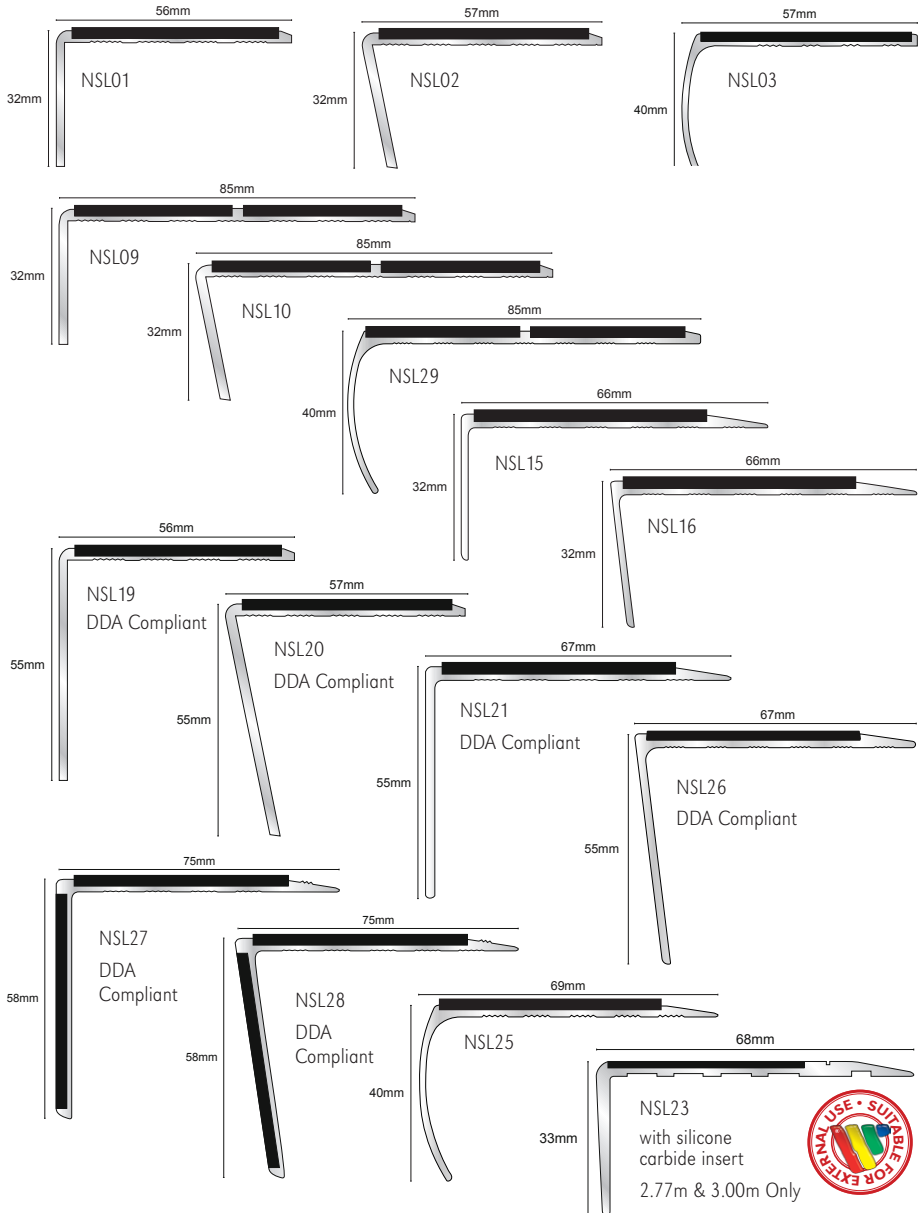 56mm
57mm
57mm
32mm
NSL01
32mm
NSL02
40mm
NSL03
85mm
32mm
NSL09
85mm
32mm
NSL10
85mm
40mm
NSL29
66mm
32mm
NSL15
66mm
32mm
NSL16
56mm
55mm
NSL19
DDA Compliant
57mm
55mm
NSL20
DDA Compliant
67mm
55mm
NSL21
DDA Compliant
67mm
55mm
NSL26
DDA Compliant
75mm
58mm
NSL27
DDA
Compliant
75mm
58mm
NSL28
DDA
Compliant
69mm
40mm
NSL25
68mm
33mm
NSL23
with silicone
carbide insert
2.77m & 3.00m Only
SUITABLE FOR EXTERNAL USE •